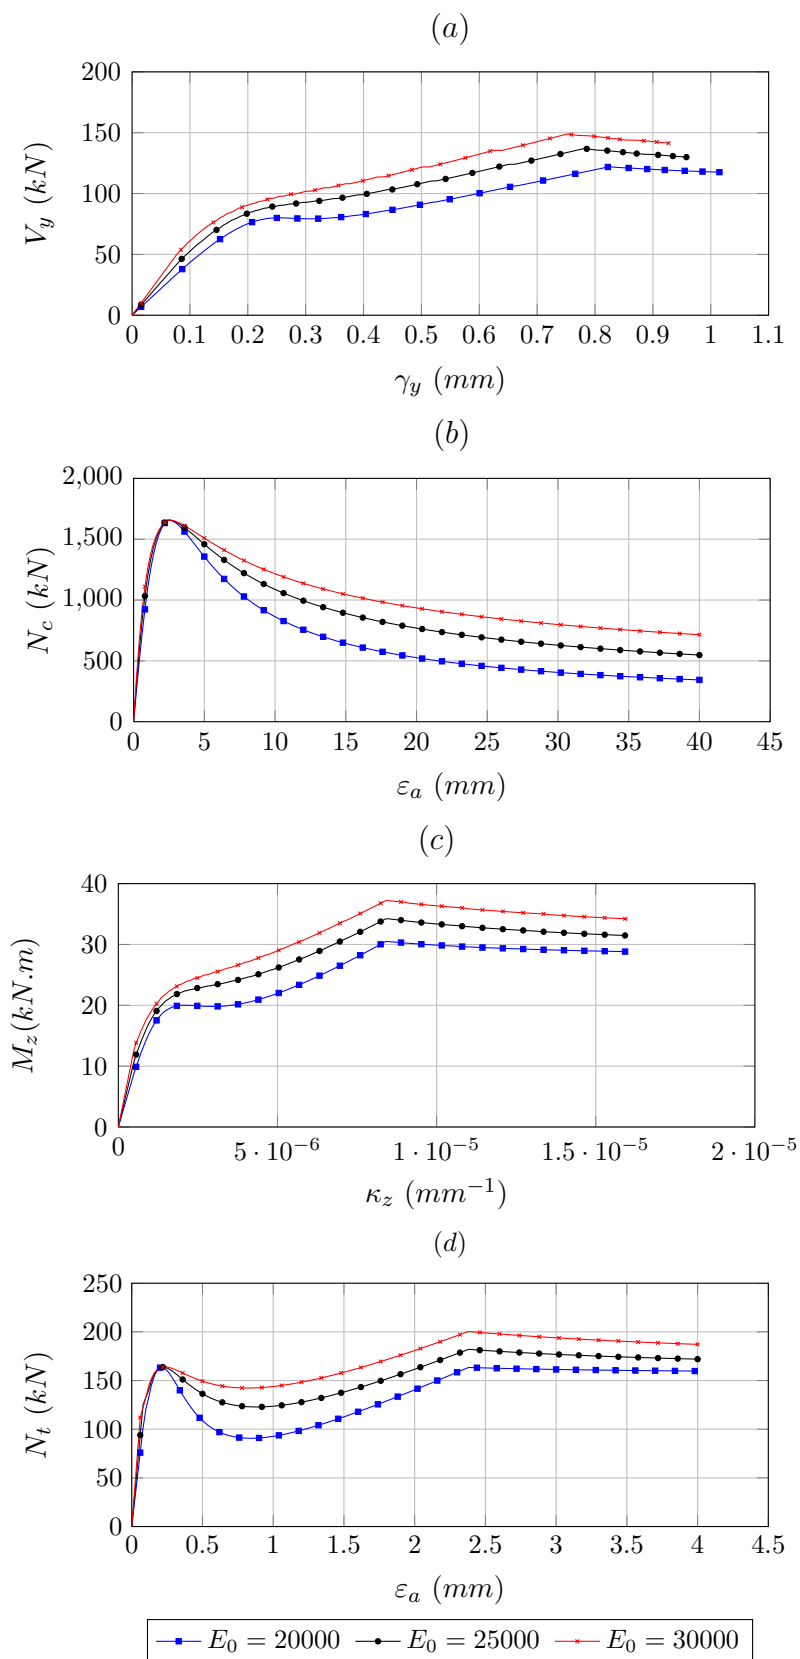 (a)
200
150
100
50
0
V_y (kN)
0 0.1 0.2 0.3 0.4 0.5 0.6 0.7 0.8 0.9 1 1.1
γ_y (mm)
(b)
2,000
1,500
1,000
500
0
N_c (kN)
0 5 10 15 20 25 30 35 40 45
ε_a (mm)
(c)
40
30
20
10
0
M_z(kN.m)
0 5 · 10⁻⁶ 1 · 10⁻⁵ 1.5 · 10⁻⁵ 2 · 10⁻⁵
κ_z (mm⁻¹)
(d)
250
200
150
100
50
0
N_t (kN)
0 0.5 1 1.5 2 2.5 3 3.5 4 4.5
ε_a (mm)
E₀ = 20000 E₀ = 25000 E₀ = 30000